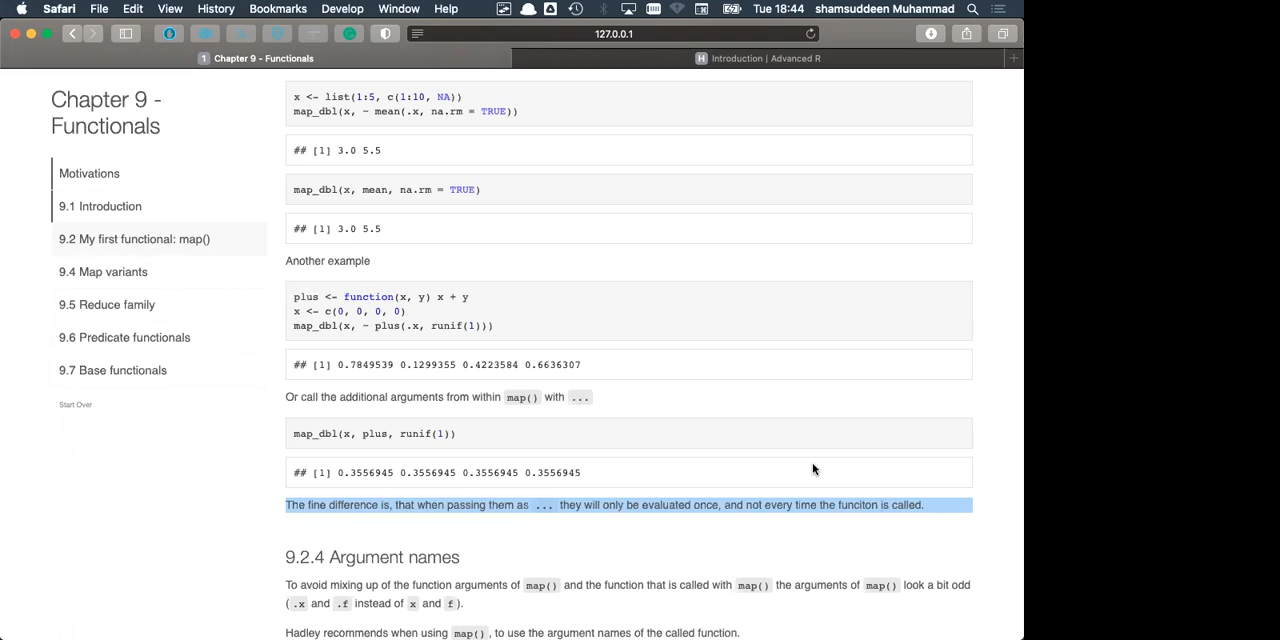 Safari File Edit View History Bookmarks Develop Window Help Tue 18:44 shamsuddeen Muhammad
127.0.0.1
1 Chapter 9 - Functionals
H Introduction | Advanced R
Chapter 9 -
Functionals
Motivations
9.1 Introduction
9.2 My first functional: map()
9.4 Map variants
9.5 Reduce family
9.6 Predicate functionals
9.7 Base functionals
Start Over
x <- list(1:5, c(1:10, NA))
map_dbl(x, ~ mean(.x, na.rm = TRUE))
## [1] 3.0 5.5
map_dbl(x, mean, na.rm = TRUE)
## [1] 3.0 5.5
Another example
plus <- function(x, y) x + y
x <- c(0, 0, 0, 0)
map_dbl(x, ~ plus(.x, runif(1)))
## [1] 0.7849539 0.1299355 0.4223584 0.6636307
Or call the additional arguments from within map() with ...
map_dbl(x, plus, runif(1))
## [1] 0.3556945 0.3556945 0.3556945 0.3556945
The fine difference is, that when passing them as ... they will only be evaluated once, and not every time the funciton is called.
9.2.4 Argument names
To avoid mixing up of the function arguments of map() and the function that is called with map() the arguments of map() look a bit odd
(.x and .f instead of x and f).
Hadley recommends when using map(), to use the argument names of the called function.